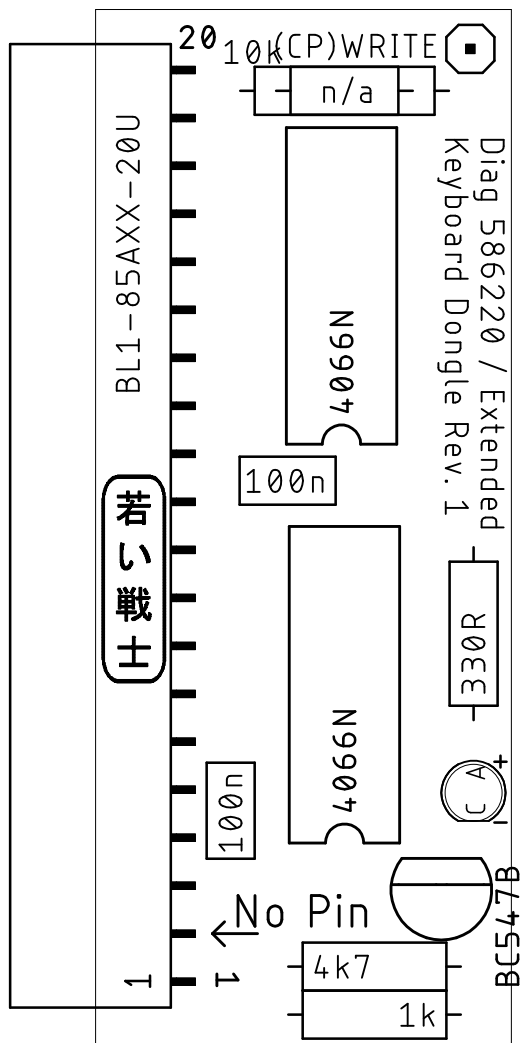 20
10k
(CP)WRITE
n/a
BL1-85AXX-20U
Diag 586220 / Extended
Keyboard Dongle Rev. 1
4066N
100n
若い戦士
330R
4066N
100n
C A
+
-
BC547B
← No Pin
1
1
4k7
1k